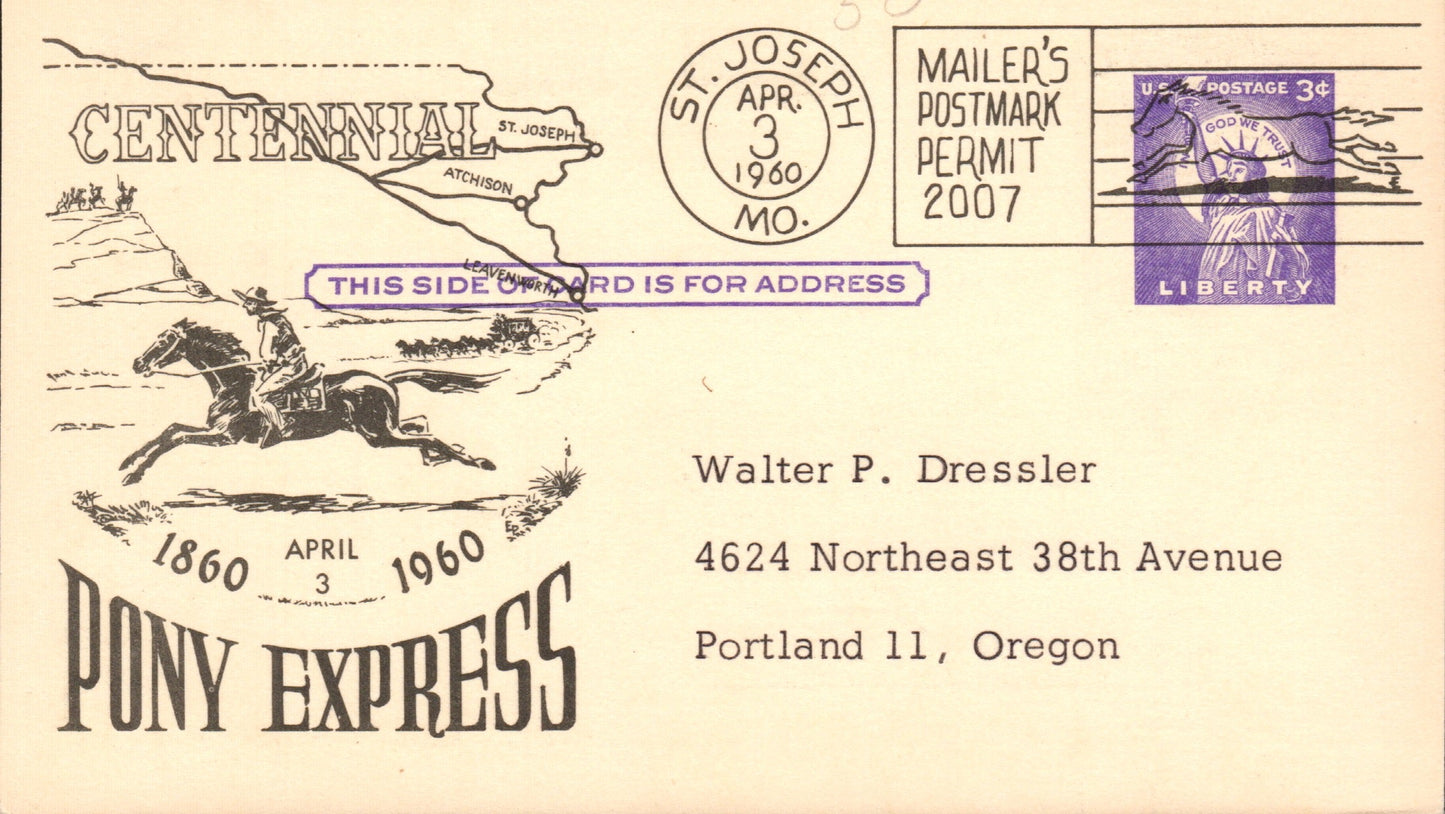 CENTENNIAL
ST. JOSEPH
ATCHISON
LEAVENWORTH
1860 APRIL 3 1960
PONY EXPRESS
ST. JOSEPH
APR.
3
1960
MO.
MAILER'S
POSTMARK
PERMIT
2007
U.S. POSTAGE 3¢
GOD WE TRUST
LIBERTY
THIS SIDE OF CARD IS FOR ADDRESS
Walter P. Dressler
4624 Northeast 38th Avenue
Portland 11, Oregon